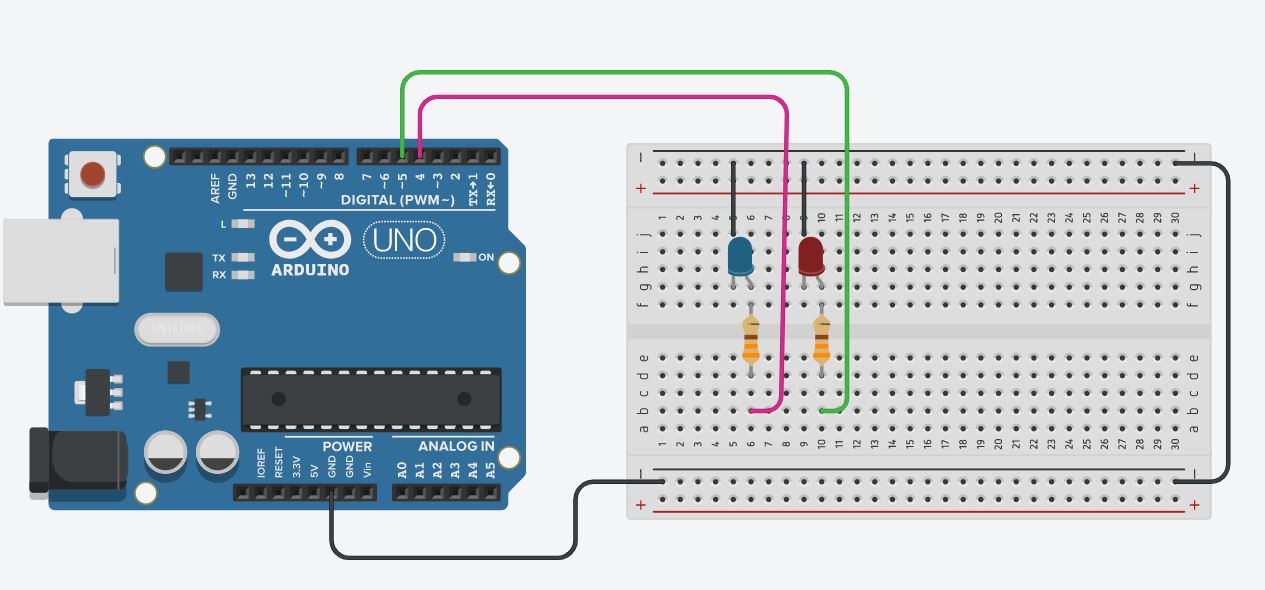 AREF
GND
13
12
~11
~10
~9
8
7
~6
~5
4
~3
2
TX→1
RX←0
DIGITAL (PWM~)
L
TX
RX
UNO
ARDUINO
ON
SPK16.000G
POWER
ANALOG IN
IOREF
RESET
3.3V
5V
GND
GND
Vin
A0
A1
A2
A3
A4
A5
− −
+ +
1 2 3 4 5 6 7 8 9 10 11 12 13 14 15 16 17 18 19 20 21 22 23 24 25 26 27 28 29 30
j j
i i
h h
g g
f f
e e
d d
c c
b b
a a
1 2 3 4 5 6 7 8 9 10 11 12 13 14 15 16 17 18 19 20 21 22 23 24 25 26 27 28 29 30
− −
+ +